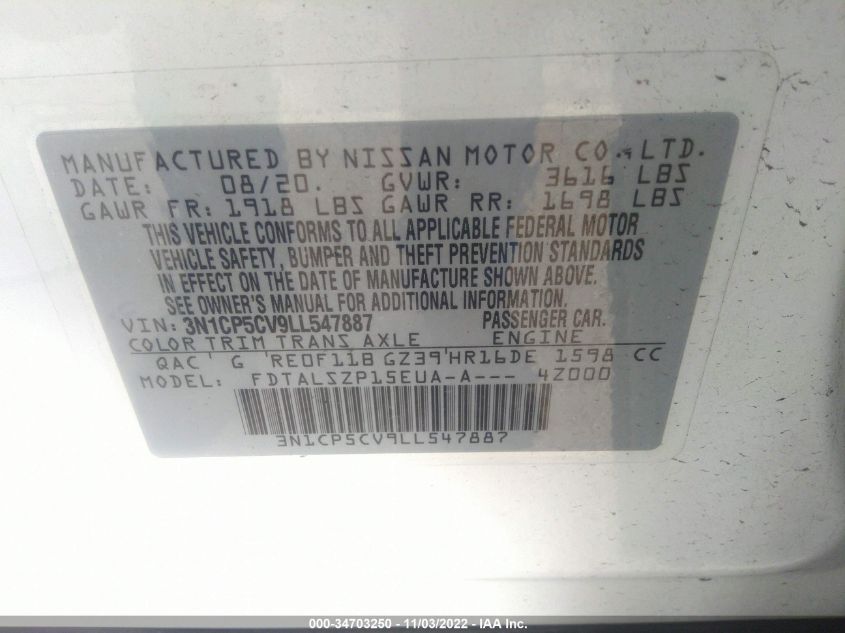 MANUFACTURED BY NISSAN MOTOR CO., LTD.
DATE: 08/20. GVWR: 3616 LBS
GAWR FR: 1918 LBS GAWR RR: 1698 LBS
THIS VEHICLE CONFORMS TO ALL APPLICABLE FEDERAL MOTOR
VEHICLE SAFETY, BUMPER AND THEFT PREVENTION STANDARDS
IN EFFECT ON THE DATE OF MANUFACTURE SHOWN ABOVE.
SEE OWNER'S MANUAL FOR ADDITIONAL INFORMATION.
VIN: 3N1CP5CV9LL547887 PASSENGER CAR.
COLOR TRIM TRANS AXLE ENGINE
QAC G RE0F11B GZ39 HR16DE 1598 CC
MODEL: FDTALSZP15EUA-A--- 4Z000
3N1CP5CV9LL547887
000-34703250 - 11/03/2022 - IAA, Inc.